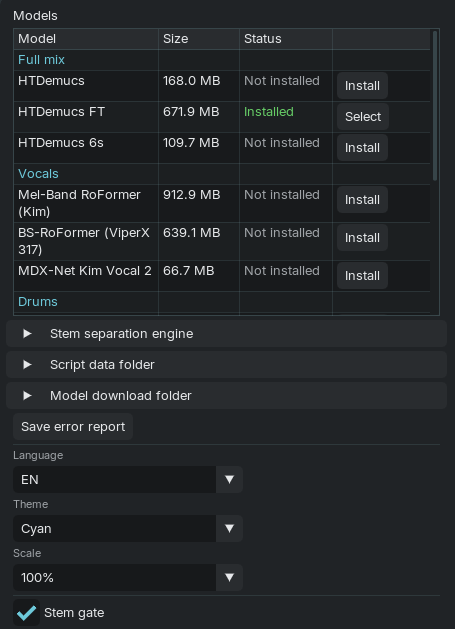 Models
Model Size Status
Full mix
HTDemucs 168.0 MB Not installed Install
HTDemucs FT 671.9 MB Installed Select
HTDemucs 6s 109.7 MB Not installed Install
Vocals
Mel-Band RoFormer 912.9 MB Not installed Install
(Kim)
BS-RoFormer (ViperX 639.1 MB Not installed Install
317)
MDX-Net Kim Vocal 2 66.7 MB Not installed Install
Drums
Stem separation engine
Script data folder
Model download folder
Save error report
Language
EN
Theme
Cyan
Scale
100%
Stem gate